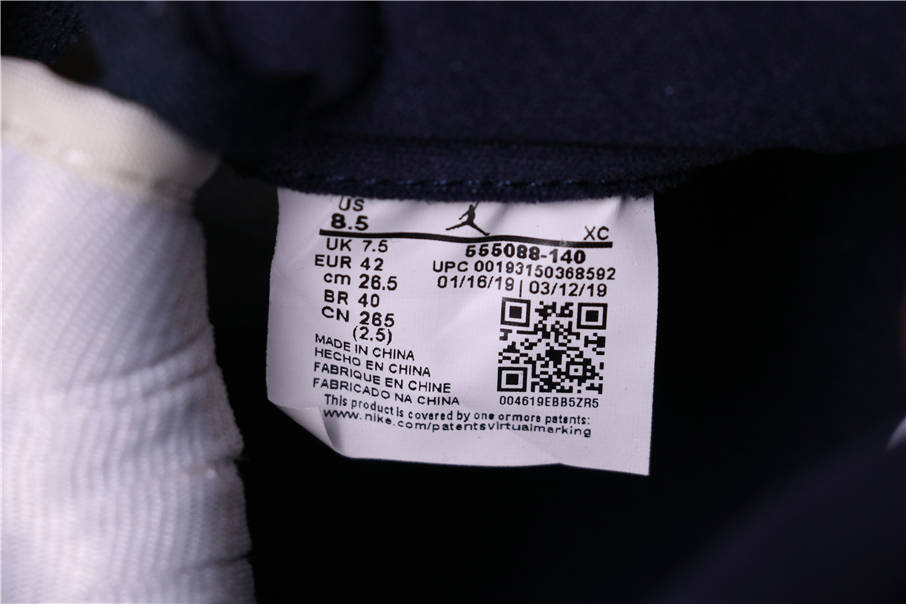 US
8.5
XC
UK 7.5
EUR 42
cm 26.5
BR 40
CN 265
(2.5)
555088-140
UPC 00193150368592
01/16/19 | 03/12/19
004619EBB5ZR5
MADE IN CHINA
HECHO EN CHINA
FABRIQUE EN CHINE
FABRICADO NA CHINA
This product is covered by one or more patents:
www.nike.com/patentsvirtualmarking